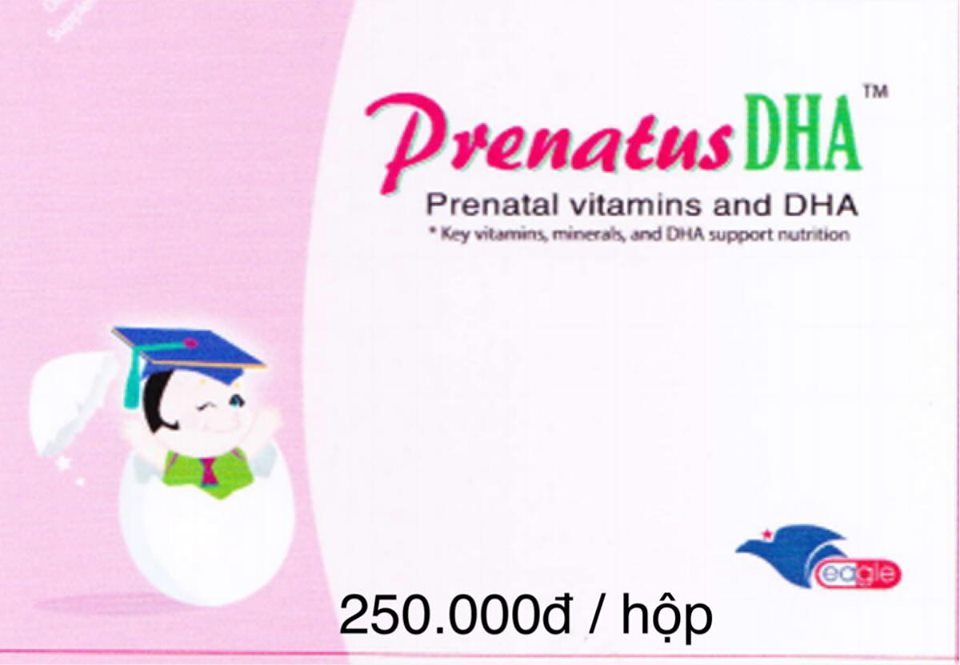 Prenatus DHA™
Prenatal vitamins and DHA
* Key vitamins, minerals, and DHA support nutrition
eagle
250.000đ / hộp